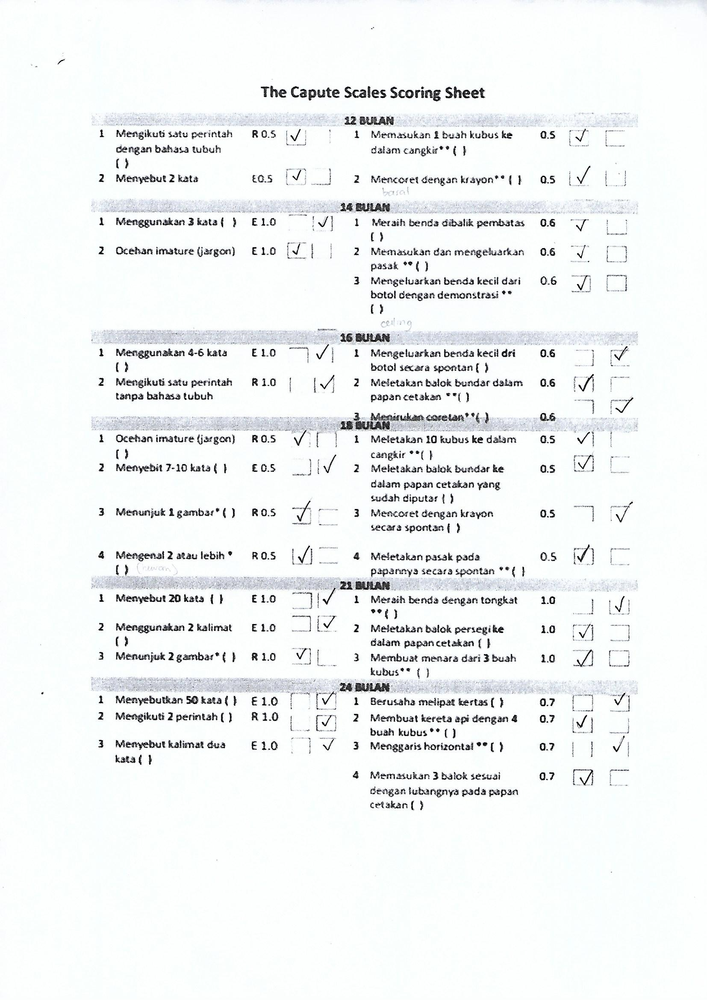 The Capute Scales Scoring Sheet
12 BULAN
1 Mengikuti satu perintah R 0.5 ✓ 1 Memasukan 1 buah kubus ke 0.5 ✓
dengan bahasa tubuh dalam cangkir** ( )
( )
2 Menyebut 2 kata E0.5 ✓ 2 Mencoret dengan krayon** ( ) 0.5 ✓
basal
14 BULAN
1 Menggunakan 3 kata ( ) E 1.0 ✓ 1 Meraih benda dibalik pembatas 0.6 ✓
( )
2 Ocehan imature (jargon) E 1.0 ✓ 2 Memasukan dan mengeluarkan 0.6 ✓
pasak ** ( )
3 Mengeluarkan benda kecil dari 0.6 ✓
botol dengan demonstrasi **
( )
ceiling
16 BULAN
1 Menggunakan 4-6 kata E 1.0 ✓ 1 Mengeluarkan benda kecil dri 0.6 ✓
( ) botol secara spontan ( )
2 Mengikuti satu perintah R 1.0 ✓ 2 Meletakan balok bundar dalam 0.6 ✓
tanpa bahasa tubuh papan cetakan **( )
3 Menirukan coretan**( ) 0.6 ✓
18 BULAN
1 Ocehan imature (jargon) R 0.5 ✓ 1 Meletakan 10 kubus ke dalam 0.5 ✓
( ) cangkir **( )
2 Menyebit 7-10 kata ( ) E 0.5 ✓ 2 Meletakan balok bundar ke 0.5 ✓
dalam papan cetakan yang
sudah diputar ( )
3 Menunjuk 1 gambar* ( ) R 0.5 ✓ 3 Mencoret dengan krayon 0.5 ✓
secara spontan ( )
4 Mengenal 2 atau lebih * R 0.5 ✓ 4 Meletakan pasak pada 0.5 ✓
( ) (hewan) papannya secara spontan **( )
21 BULAN
1 Menyebut 20 kata ( ) E 1.0 ✓ 1 Meraih benda dengan tongkat 1.0 ✓
**( )
2 Menggunakan 2 kalimat E 1.0 ✓ 2 Meletakan balok persegi ke 1.0 ✓
( ) dalam papan cetakan ( )
3 Menunjuk 2 gambar* ( ) R 1.0 ✓ 3 Membuat menara dari 3 buah 1.0 ✓
kubus** ( )
24 BULAN
1 Menyebutkan 50 kata ( ) E 1.0 ✓ 1 Berusaha melipat kertas ( ) 0.7 ✓
2 Mengikuti 2 perintah ( ) R 1.0 ✓ 2 Membuat kereta api dengan 4 0.7 ✓
buah kubus ** ( )
3 Menyebut kalimat dua E 1.0 ✓ 3 Menggaris horizontal ** ( ) 0.7 ✓
kata ( )
4 Memasukan 3 balok sesuai 0.7 ✓
dengan lubangnya pada papan
cetakan ( )